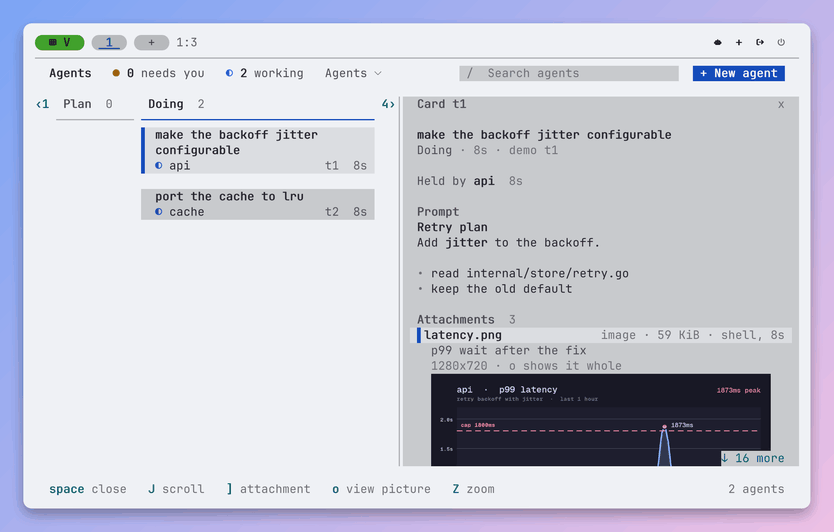 V 1 + 1:3
Agents 0 needs you 2 working Agents / Search agents + New agent
‹1 Plan 0 Doing 2 4›
make the backoff jitter
configurable
api t1 8s
port the cache to lru
cache t2 8s
Card t1 x
make the backoff jitter configurable
Doing · 8s · demo t1
Held by api 8s
Prompt
Retry plan
Add jitter to the backoff.
• read internal/store/retry.go
• keep the old default
Attachments 3
latency.png image · 59 KiB · shell, 8s
p99 wait after the fix
1280x720 · o shows it whole
api · p99 latency 1873ms peak
retry backoff with jitter · last 1 hour
2.0s
cap 1800ms
1873ms
1.5s
↓ 16 more
space close J scroll ] attachment o view picture Z zoom 2 agents